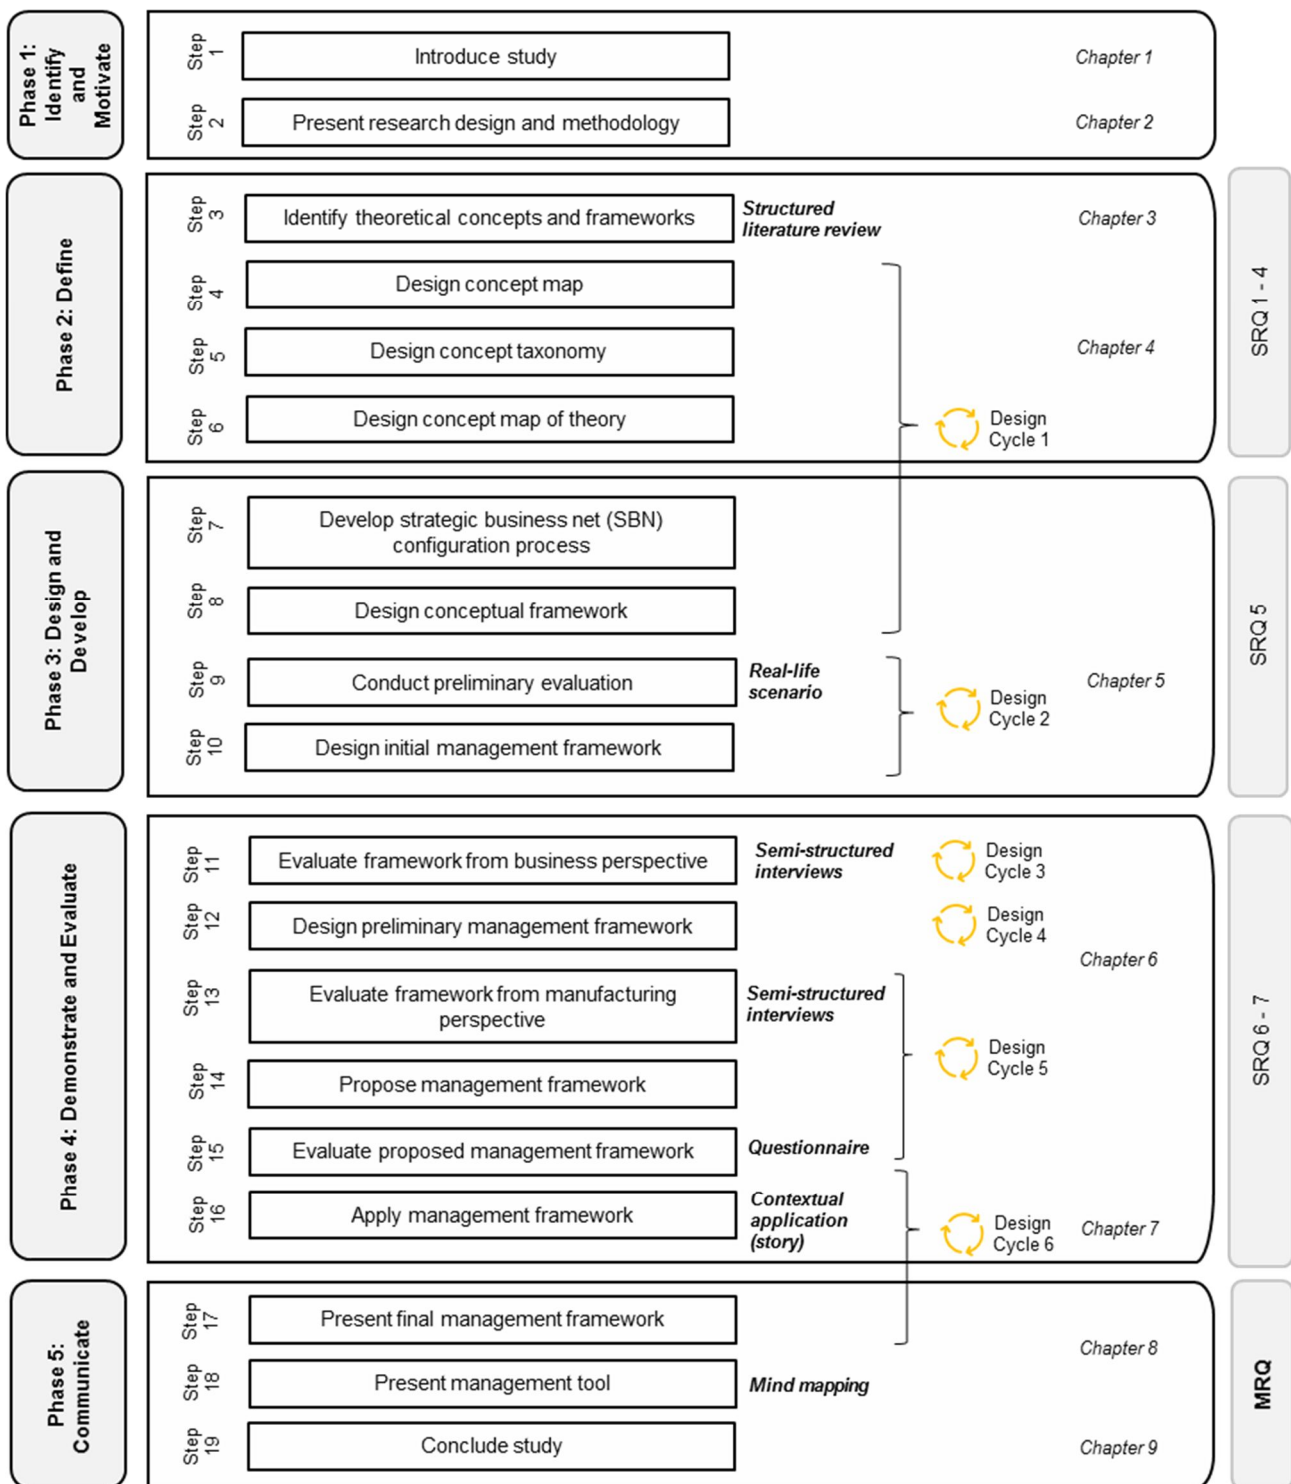 Phase 1:
Identify
and
Motivate
Step
1
Introduce study
Chapter 1
Step
2
Present research design and methodology
Chapter 2
Phase 2: Define
Step
3
Identify theoretical concepts and frameworks
Structured
literature review
Chapter 3
Step
4
Design concept map
Step
5
Design concept taxonomy
Chapter 4
Step
6
Design concept map of theory
Design
Cycle 1
SRQ 1 - 4
Phase 3: Design and
Develop
Step
7
Develop strategic business net (SBN)
configuration process
Step
8
Design conceptual framework
Step
9
Conduct preliminary evaluation
Real-life
scenario
Chapter 5
Step
10
Design initial management framework
Design
Cycle 2
SRQ 5
Phase 4: Demonstrate and Evaluate
Step
11
Evaluate framework from business perspective
Semi-structured
interviews
Design
Cycle 3
Step
12
Design preliminary management framework
Design
Cycle 4
Chapter 6
Step
13
Evaluate framework from manufacturing
perspective
Semi-structured
interviews
Design
Cycle 5
Step
14
Propose management framework
Step
15
Evaluate proposed management framework
Questionnaire
Step
16
Apply management framework
Contextual
application
(story)
Design
Cycle 6
Chapter 7
SRQ 6 - 7
Phase 5:
Communicate
Step
17
Present final management framework
Chapter 8
Step
18
Present management tool
Mind mapping
Step
19
Conclude study
Chapter 9
MRQ